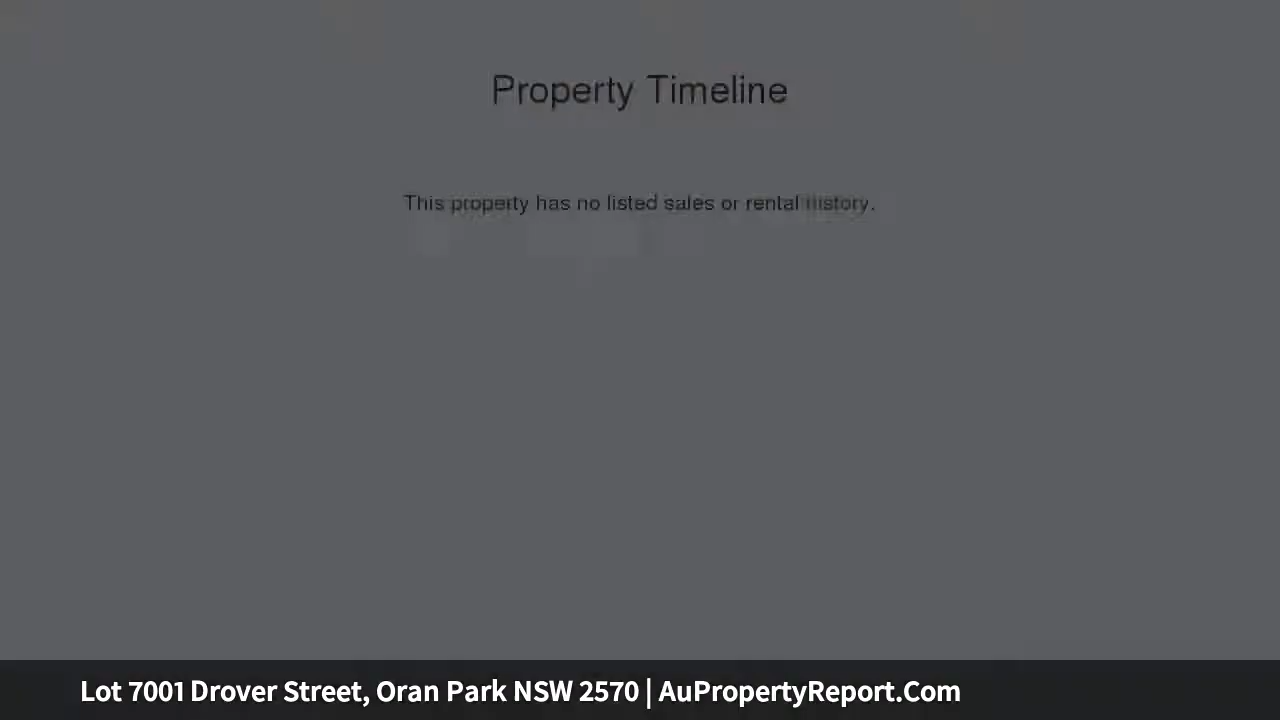 Property Timeline
This property has no listed sales or rental history.
Lot 7001 Drover Street, Oran Park NSW 2570 | AuPropertyReport.Com